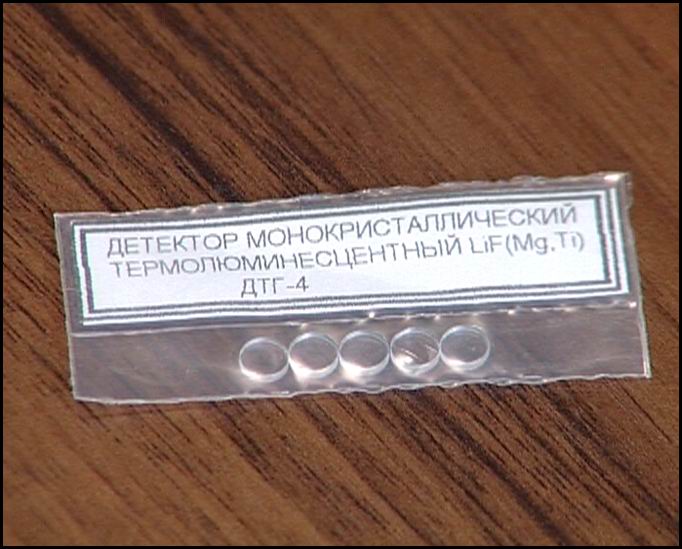 ДЕТЕКТОР МОНОКРИСТАЛЛИЧЕСКИЙ
ТЕРМОЛЮМИНЕСЦЕНТНЫЙ LiF(Mg,Ti)
ДТГ-4